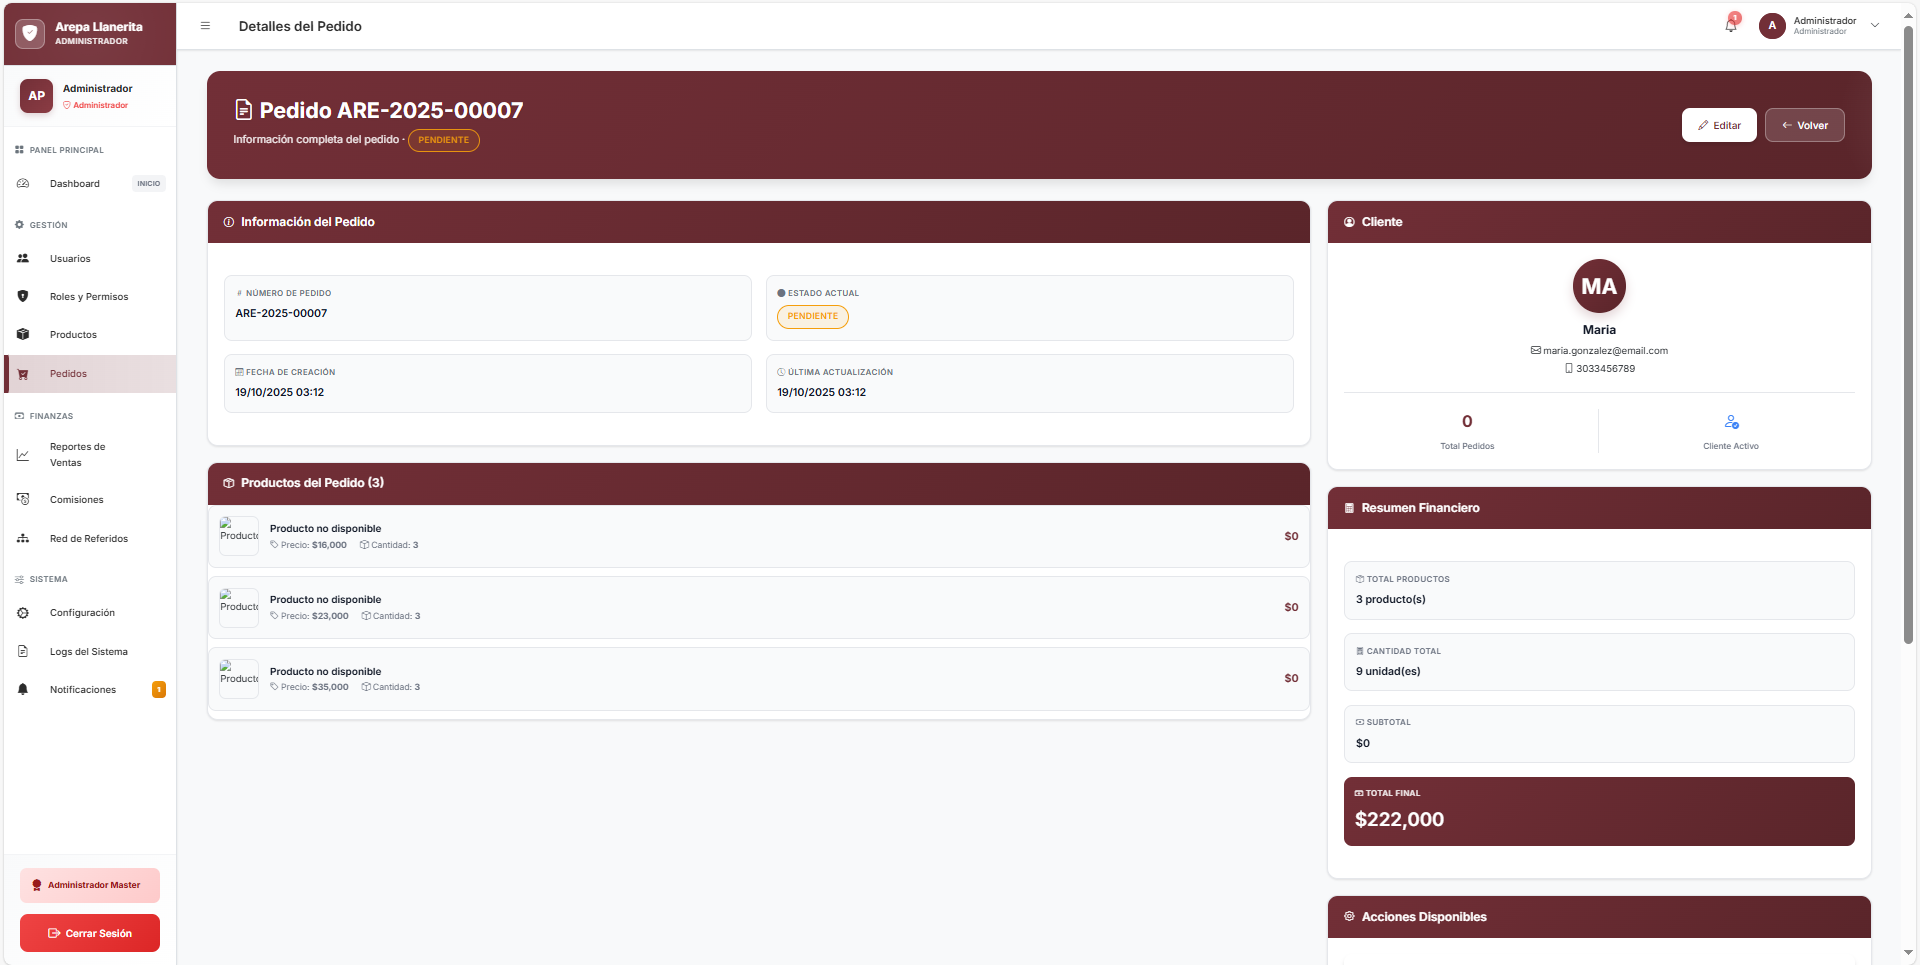 Arepa Llanerita
ADMINISTRADOR
AP
Administrador
Administrador
PANEL PRINCIPAL
Dashboard INICIO
GESTIÓN
Usuarios
Roles y Permisos
Productos
Pedidos
FINANZAS
Reportes de
Ventas
Comisiones
Red de Referidos
SISTEMA
Configuración
Logs del Sistema
Notificaciones 1
Administrador Master
Cerrar Sesión
Detalles del Pedido
1
A
Administrador
Administrador
Pedido ARE-2025-00007
Información completa del pedido · PENDIENTE
Editar
Volver
Información del Pedido
# NÚMERO DE PEDIDO
ARE-2025-00007
ESTADO ACTUAL
PENDIENTE
FECHA DE CREACIÓN
19/10/2025 03:12
ÚLTIMA ACTUALIZACIÓN
19/10/2025 03:12
Productos del Pedido (3)
Producto
Producto no disponible
Precio: $16,000 Cantidad: 3
$0
Producto
Producto no disponible
Precio: $23,000 Cantidad: 3
$0
Producto
Producto no disponible
Precio: $35,000 Cantidad: 3
$0
Cliente
MA
Maria
maria.gonzalez@email.com
3033456789
0
Total Pedidos
Cliente Activo
Resumen Financiero
TOTAL PRODUCTOS
3 producto(s)
CANTIDAD TOTAL
9 unidad(es)
SUBTOTAL
$0
TOTAL FINAL
$222,000
Acciones Disponibles